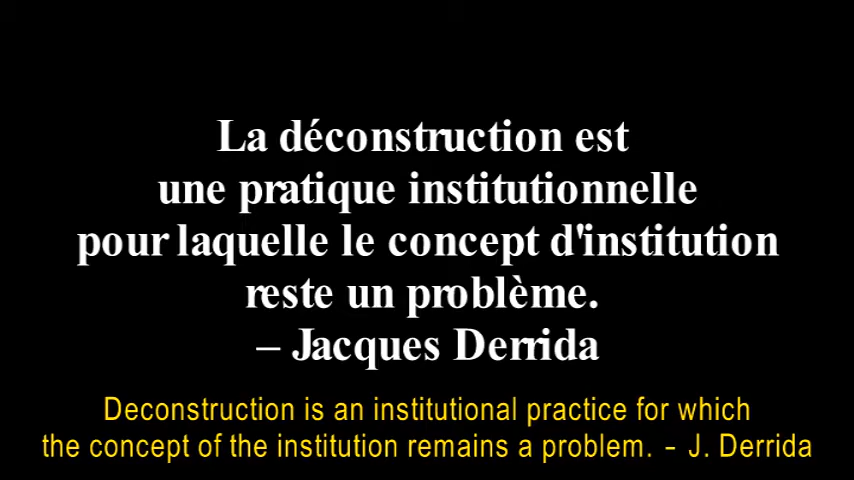 La déconstruction est
une pratique institutionnelle
pour laquelle le concept d'institution
reste un problème.
– Jacques Derrida
Deconstruction is an institutional practice for which
the concept of the institution remains a problem. - J. Derrida